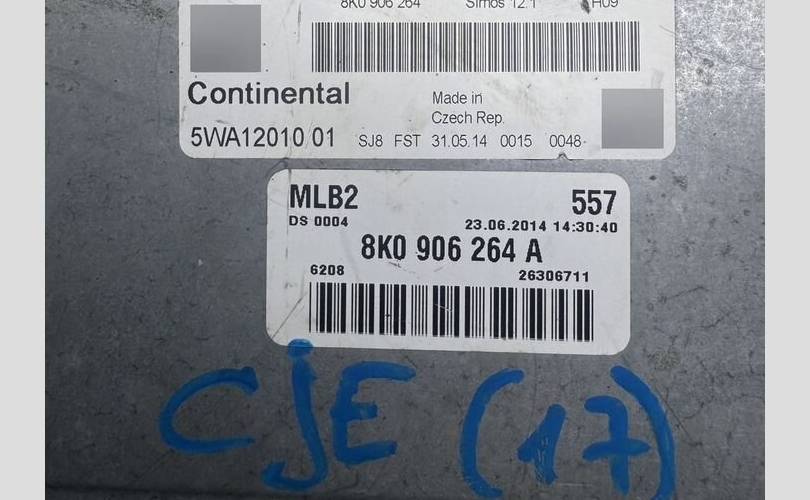 8K0 906 264 Simos 12.1 H09
Continental
Made in
Czech Rep.
5WA12010 01 SJ8 FST 31.05.14 0015 0048-
MLB2 557
DS 0004 23.06.2014 14:30:40
8K0 906 264 A
6208 26306711
CJE (17)